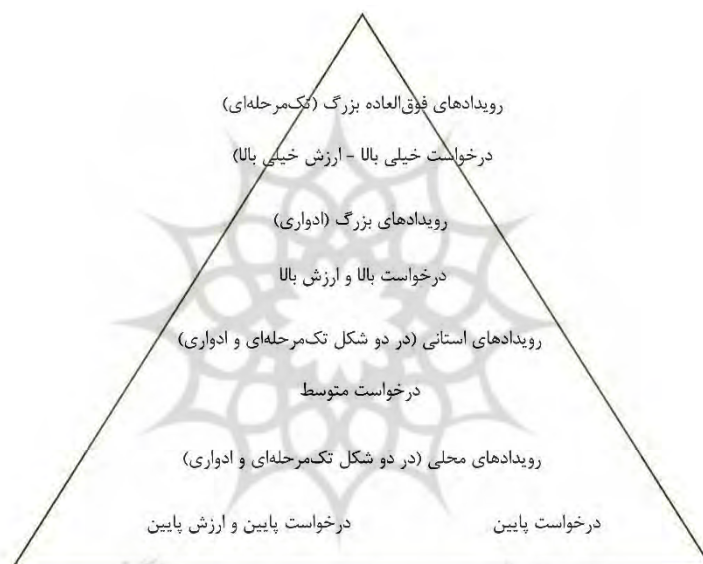 رویدادهای فوق‌العاده بزرگ (تک‌مرحله‌ای)
درخواست خیلی بالا - ارزش خیلی بالا)
رویدادهای بزرگ (ادواری)
درخواست بالا و ارزش بالا
رویدادهای استانی (در دو شکل تک‌مرحله‌ای و ادواری)
درخواست متوسط
رویدادهای محلی (در دو شکل تک‌مرحله‌ای و ادواری)
درخواست پایین درخواست پایین و ارزش پایین